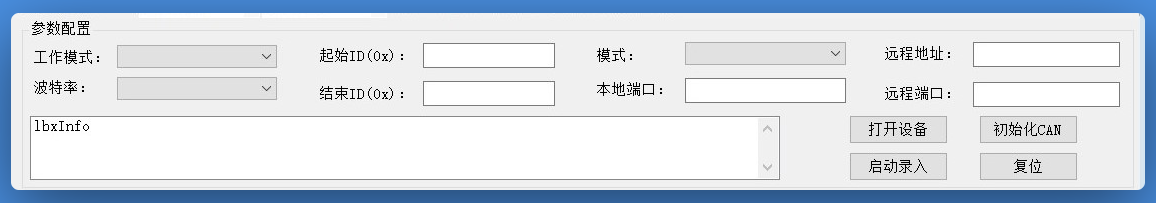 参数配置
工作模式： 起始ID(0x)： 模式： 远程地址：
波特率： 结束ID(0x)： 本地端口： 远程端口：
lbxInfo
打开设备 初始化CAN
启动录入 复位